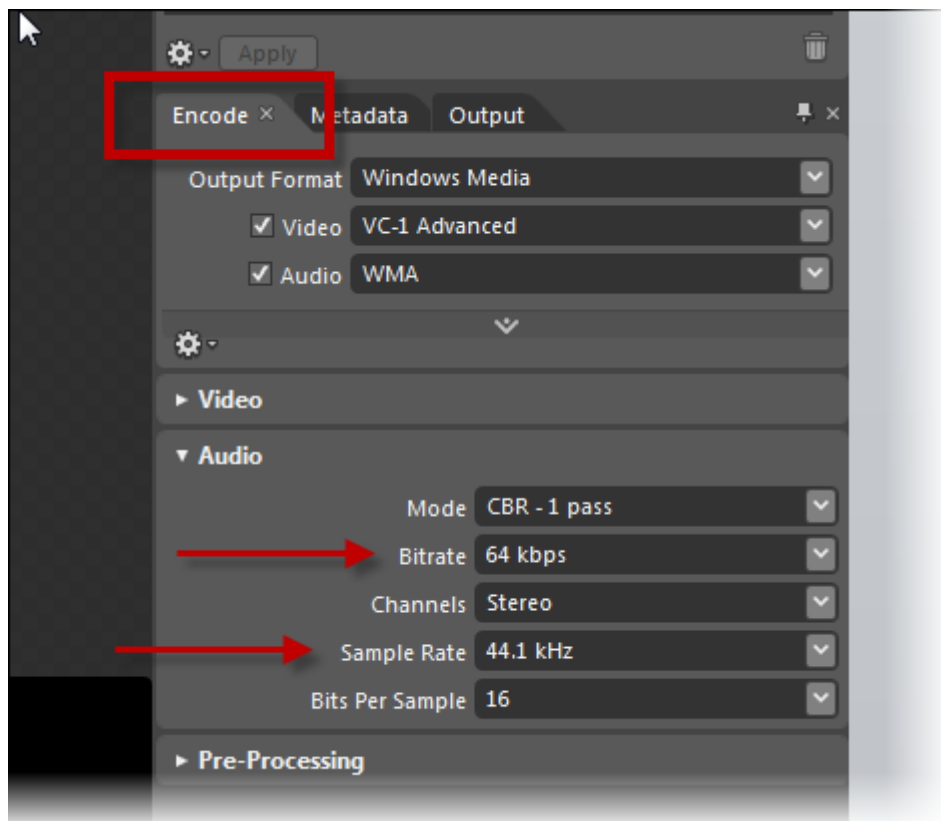 Apply
Encode × Metadata Output
Output Format Windows Media
Video VC-1 Advanced
Audio WMA
Video
Audio
Mode CBR - 1 pass
Bitrate 64 kbps
Channels Stereo
Sample Rate 44.1 kHz
Bits Per Sample 16
Pre-Processing